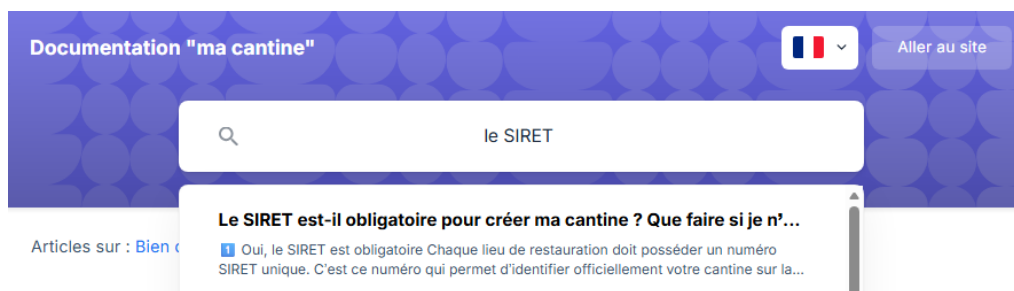 Documentation "ma cantine"
Aller au site
le SIRET
Le SIRET est-il obligatoire pour créer ma cantine ? Que faire si je n’...
1 Oui, le SIRET est obligatoire Chaque lieu de restauration doit posséder un numéro
SIRET unique. C'est ce numéro qui permet d'identifier officiellement votre cantine sur la...
Articles sur : Bien